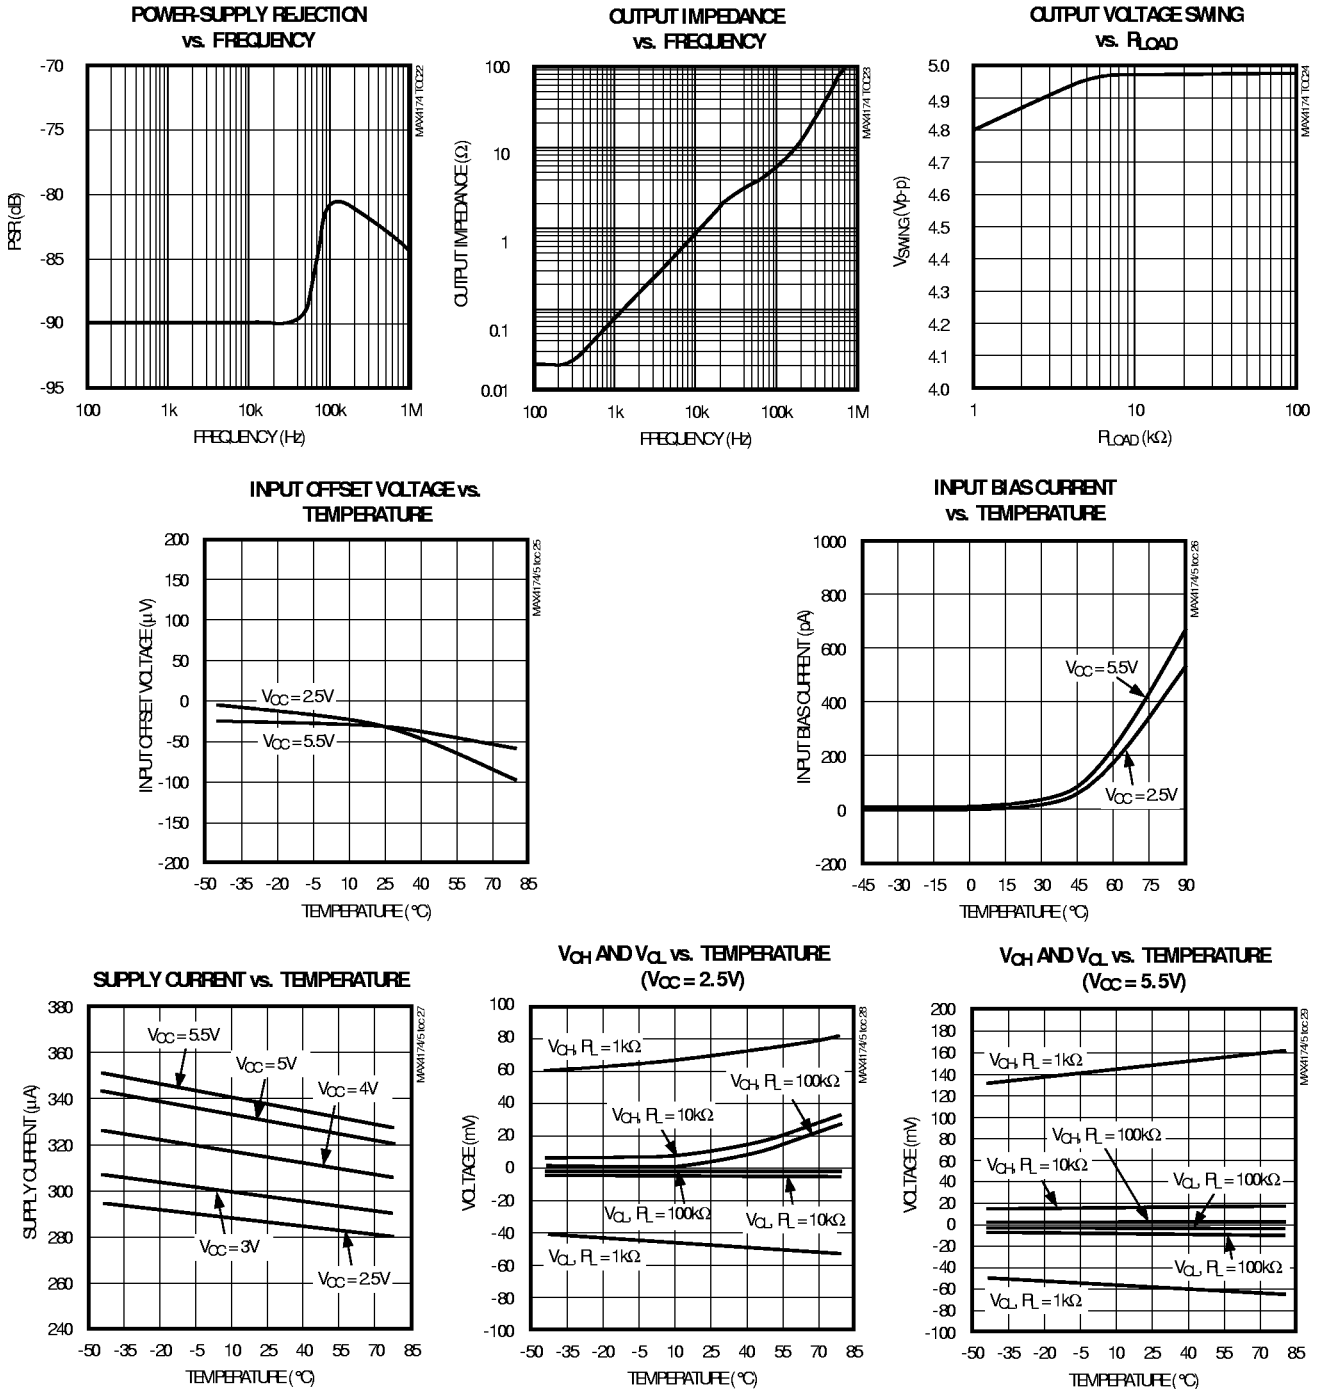 POWER-SUPPLY REJECTION
vs. FREQUENCY
-70
-75
-80
-85
-90
-95
PSR (dB)
100 1k 10k 100k 1M
FREQUENCY (Hz)
MAX4174 TOC22
OUTPUT IMPEDANCE
vs. FREQUENCY
100
10
1
0.1
0.01
OUTPUT IMPEDANCE (Ω)
100 1k 10k 100k 1M
FREQUENCY (Hz)
MAX4174 TOC23
OUTPUT VOLTAGE SWING
vs. RLOAD
5.0
4.9
4.8
4.7
4.6
4.5
4.4
4.3
4.2
4.1
4.0
VSWING (Vp-p)
1 10 100
RLOAD (kΩ)
MAX4174 TOC24
INPUT OFFSET VOLTAGE vs.
TEMPERATURE
200
150
100
50
0
-50
-100
-150
-200
INPUT OFFSET VOLTAGE (µV)
VCC = 2.5V
VCC = 5.5V
-50 -35 -20 -5 10 25 40 55 70 85
TEMPERATURE (°C)
MAX4174/5 toc 25
INPUT BIAS CURRENT
vs. TEMPERATURE
1000
800
600
400
200
0
-200
INPUT BIAS CURRENT (pA)
VCC = 5.5V
VCC = 2.5V
-45 -30 -15 0 15 30 45 60 75 90
TEMPERATURE (°C)
MAX4174/5 toc 26
SUPPLY CURRENT vs. TEMPERATURE
380
360
340
320
300
280
260
240
SUPPLY CURRENT (µA)
VCC = 5.5V
VCC = 5V
VCC = 4V
VCC = 3V
VCC = 2.5V
-50 -35 -20 -5 10 25 40 55 70 85
TEMPERATURE (°C)
MAX4174/5 toc 27
VOH AND VOL vs. TEMPERATURE
(VCC = 2.5V)
100
80
60
40
20
0
-20
-40
-60
-80
-100
VOLTAGE (mV)
VOH, RL = 1kΩ
VOH, RL = 100kΩ
VOH, RL = 10kΩ
VOL, RL = 100kΩ
VOL, RL = 10kΩ
VOL, RL = 1kΩ
-50 -35 -20 -5 10 25 40 55 70 85
TEMPERATURE (°C)
MAX4174/5 toc 28
VOH AND VOL vs. TEMPERATURE
(VCC = 5.5V)
200
180
160
140
120
100
80
60
40
20
0
-20
-40
-60
-80
-100
VOLTAGE (mV)
VOH, RL = 1kΩ
VOH, RL = 100kΩ
VOH, RL = 10kΩ
VOL, RL = 100kΩ
VOL, RL = 100kΩ
VOL, RL = 1kΩ
-50 -35 -20 -5 10 25 40 55 70 85
TEMPERATURE (°C)
MAX4174/5 toc 29